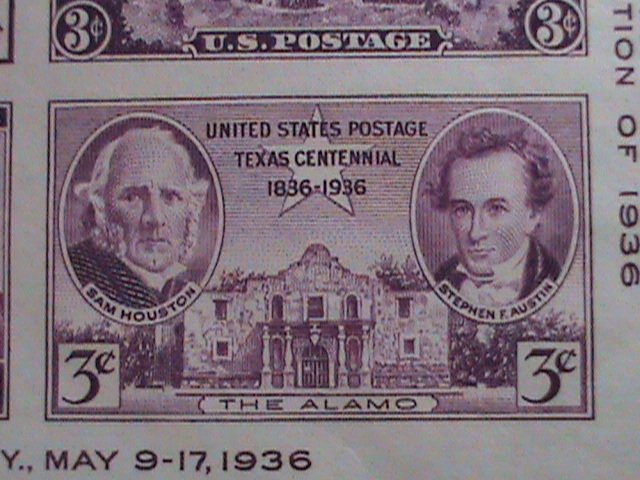 3¢ U.S. POSTAGE 3¢
UNITED STATES POSTAGE
TEXAS CENTENNIAL
1836-1936
SAM HOUSTON
STEPHEN F. AUSTIN
3¢ 3¢
THE ALAMO
Y., MAY 9-17, 1936
TION OF 1936